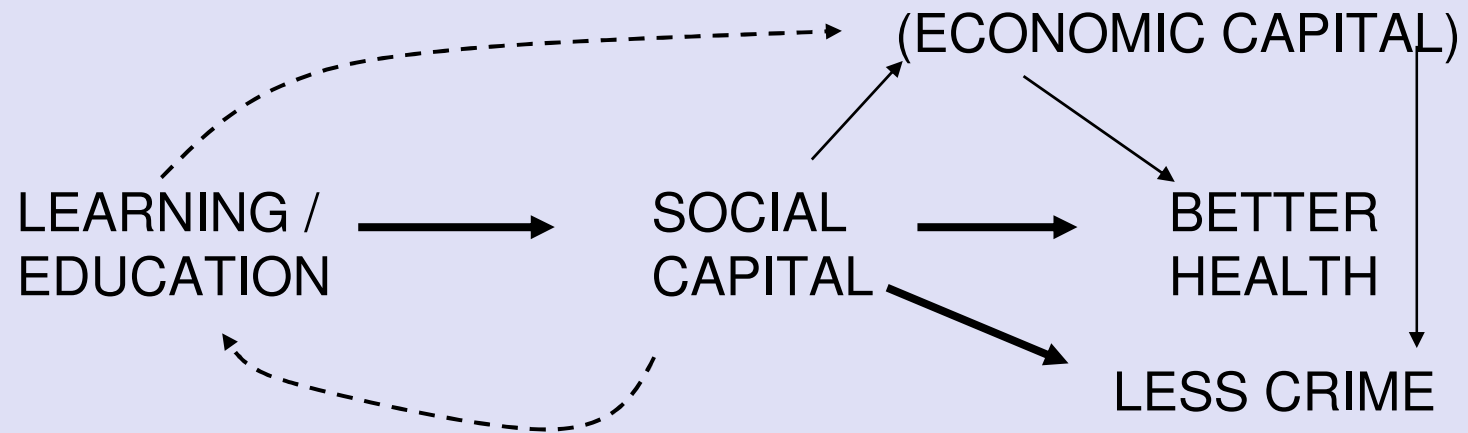 (ECONOMIC CAPITAL)
LEARNING /
EDUCATION
SOCIAL
CAPITAL
BETTER
HEALTH
LESS CRIME